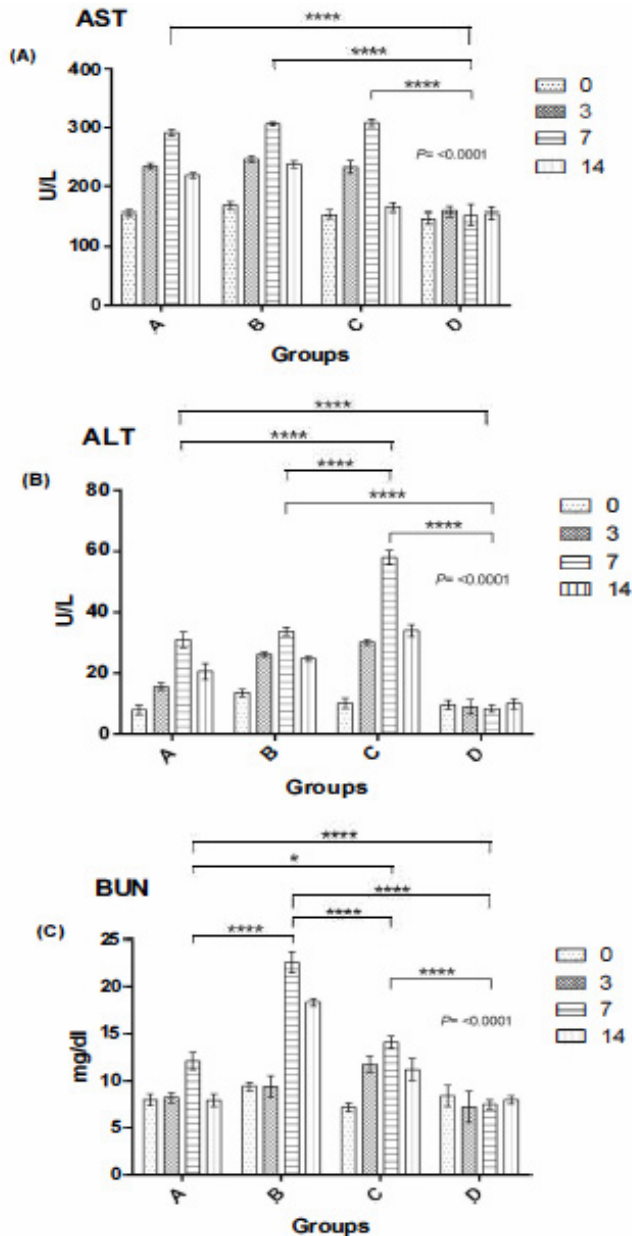 AST
****
(A)
****
****
400
300
200
100
0
U/L
P= <0.0001
0
3
7
14
A
B
C
D
Groups
****
ALT
****
****
(B)
****
****
80
60
40
20
0
U/L
P= <0.0001
0
3
7
14
A
B
C
D
Groups
****
BUN
*
****
****
(C)
****
****
25
20
15
10
5
0
mg/dl
P= <0.0001
0
3
7
14
A
B
C
D
Groups